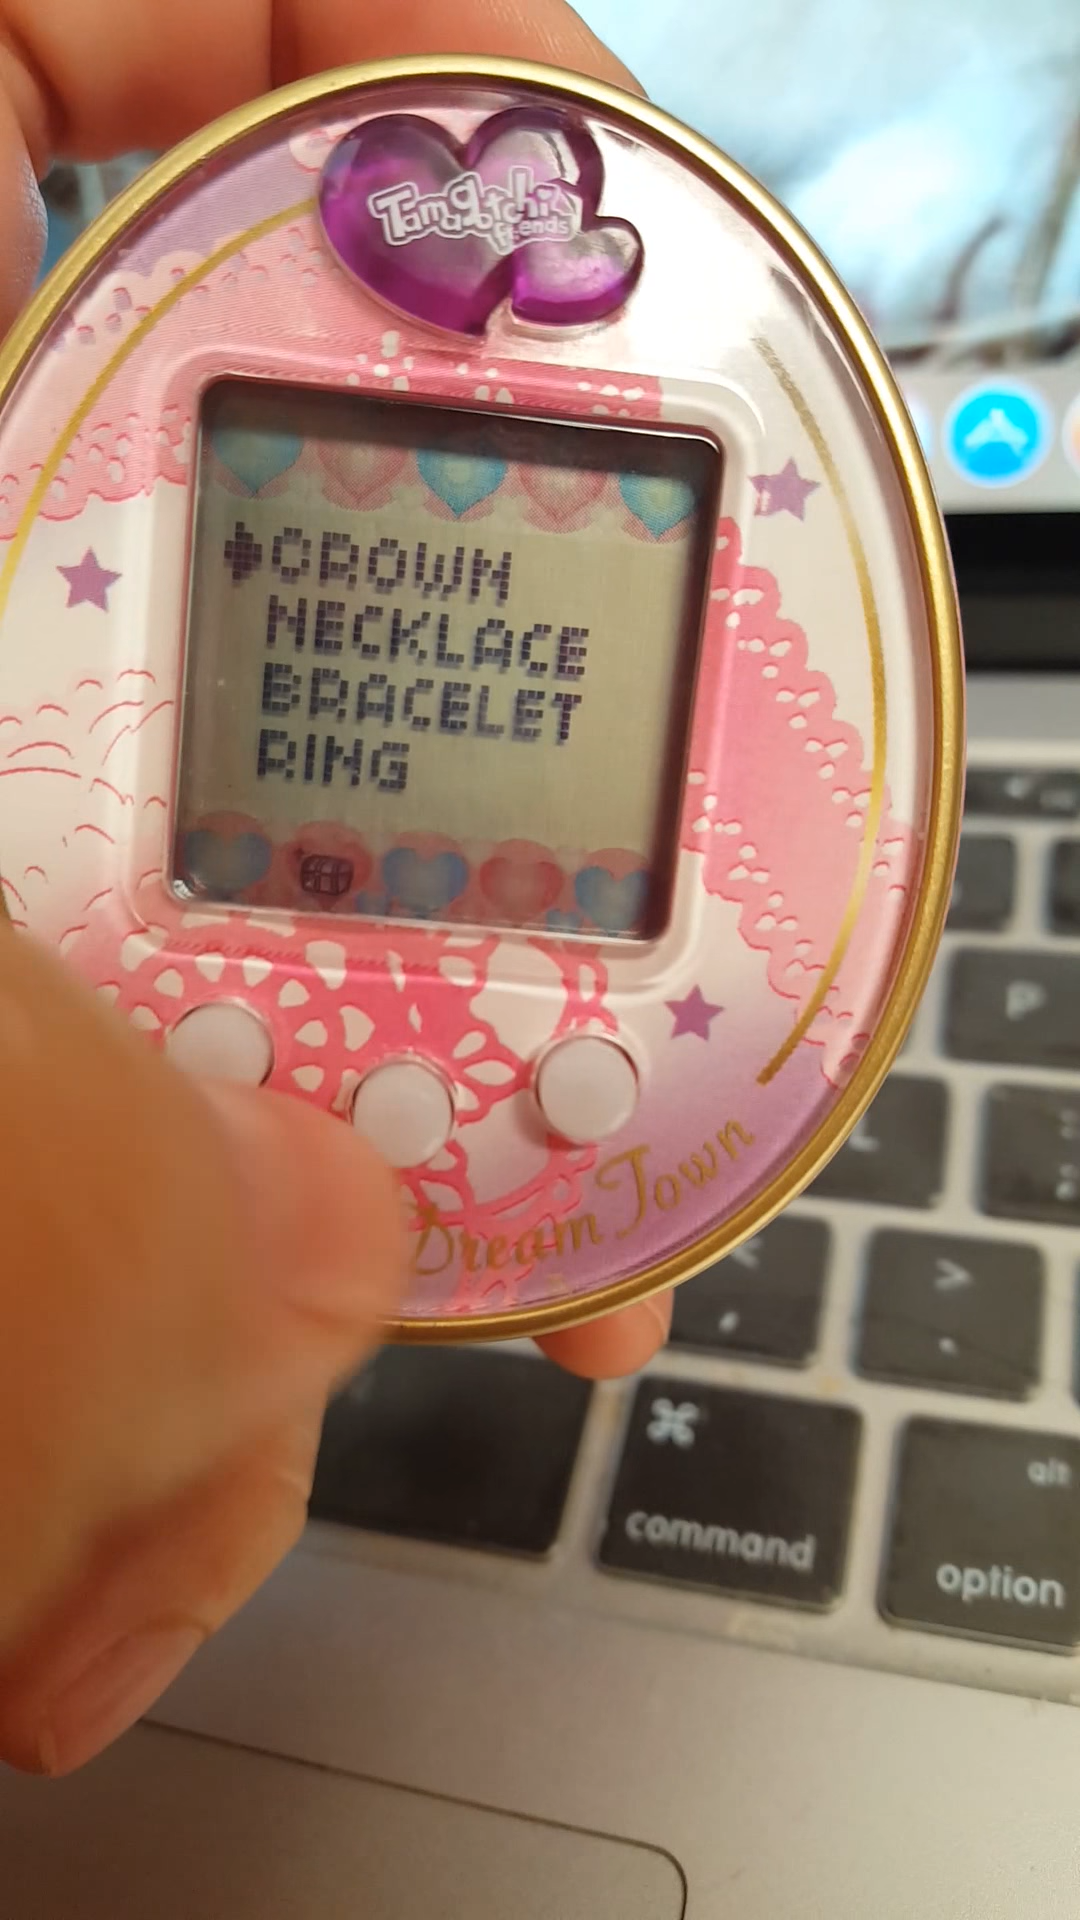 Tamagotchi
Friends
CROWN
NECKLACE
BRACELET
RING
Dream Town
P
L
<
,
>
.
⌘
command
alt
option